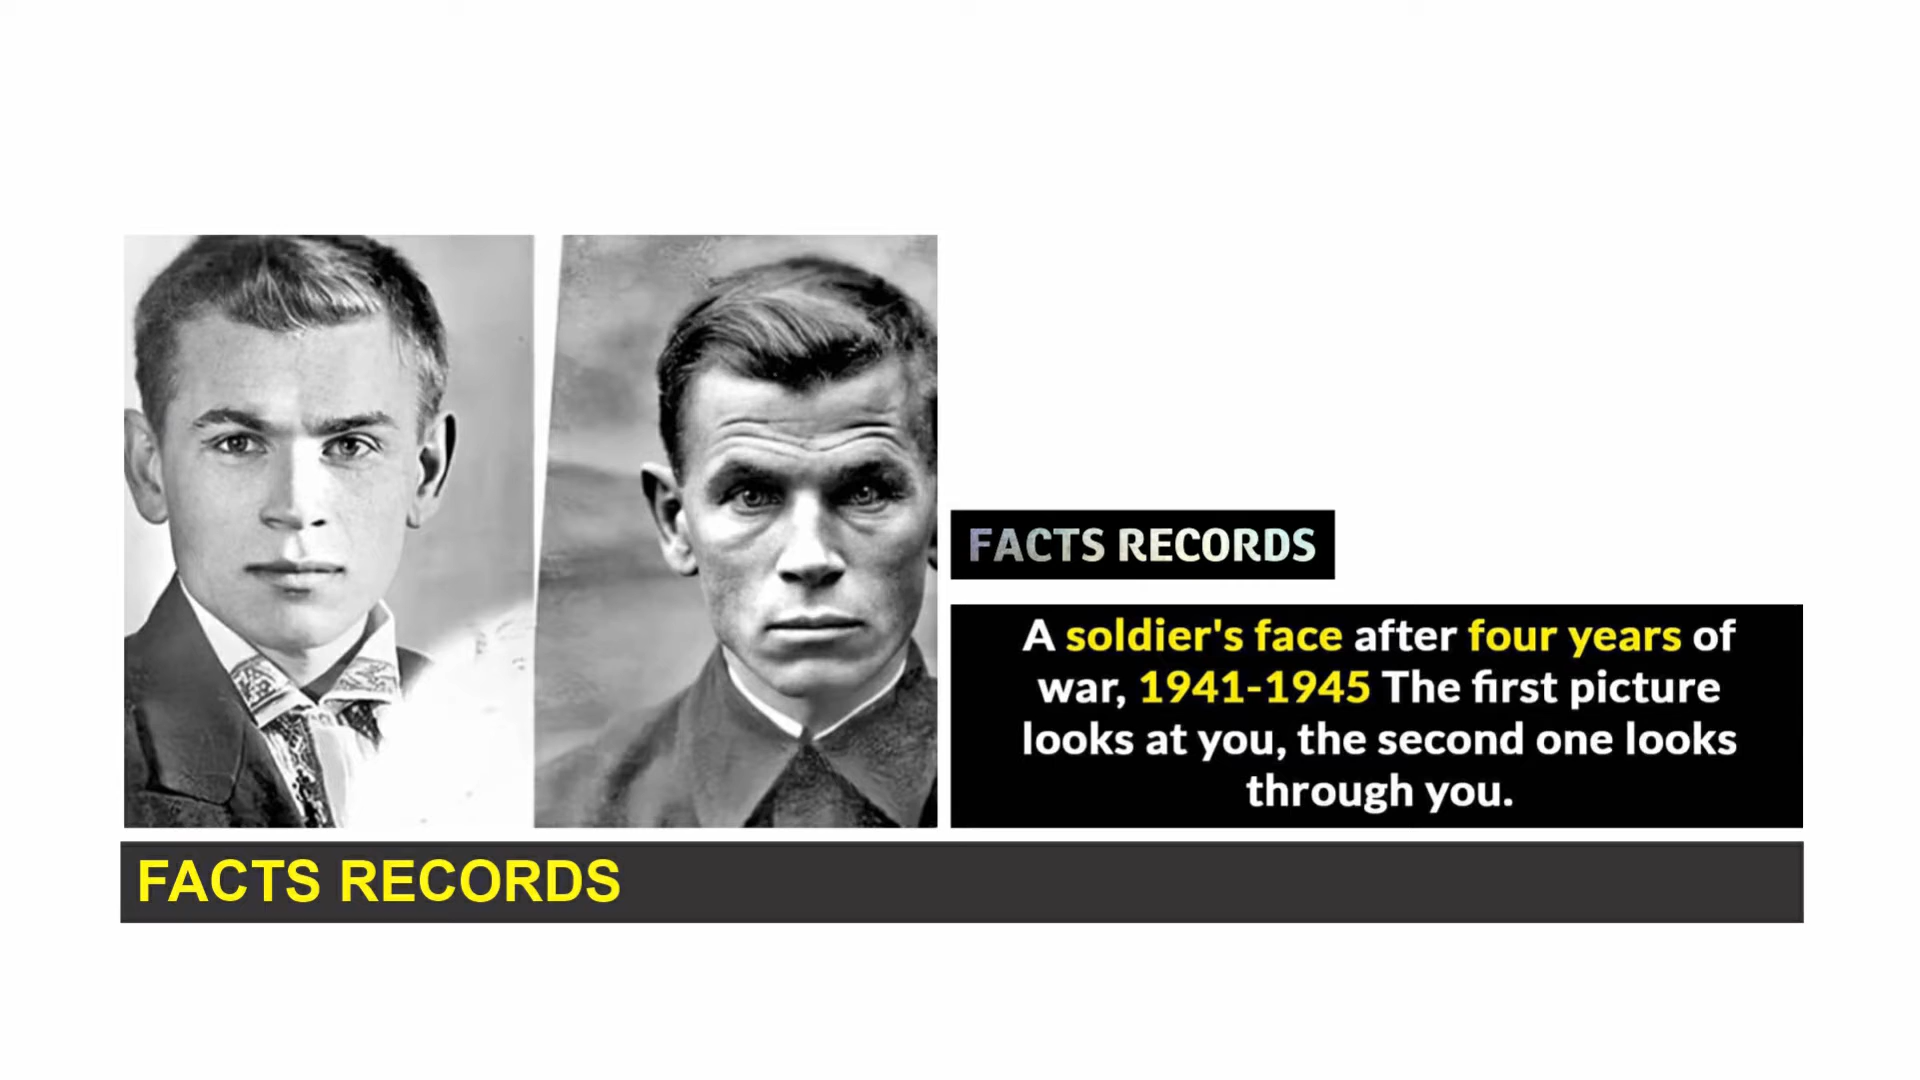 FACTS RECORDS
A soldier's face after four years of
war, 1941-1945 The first picture
looks at you, the second one looks
through you.
FACTS RECORDS